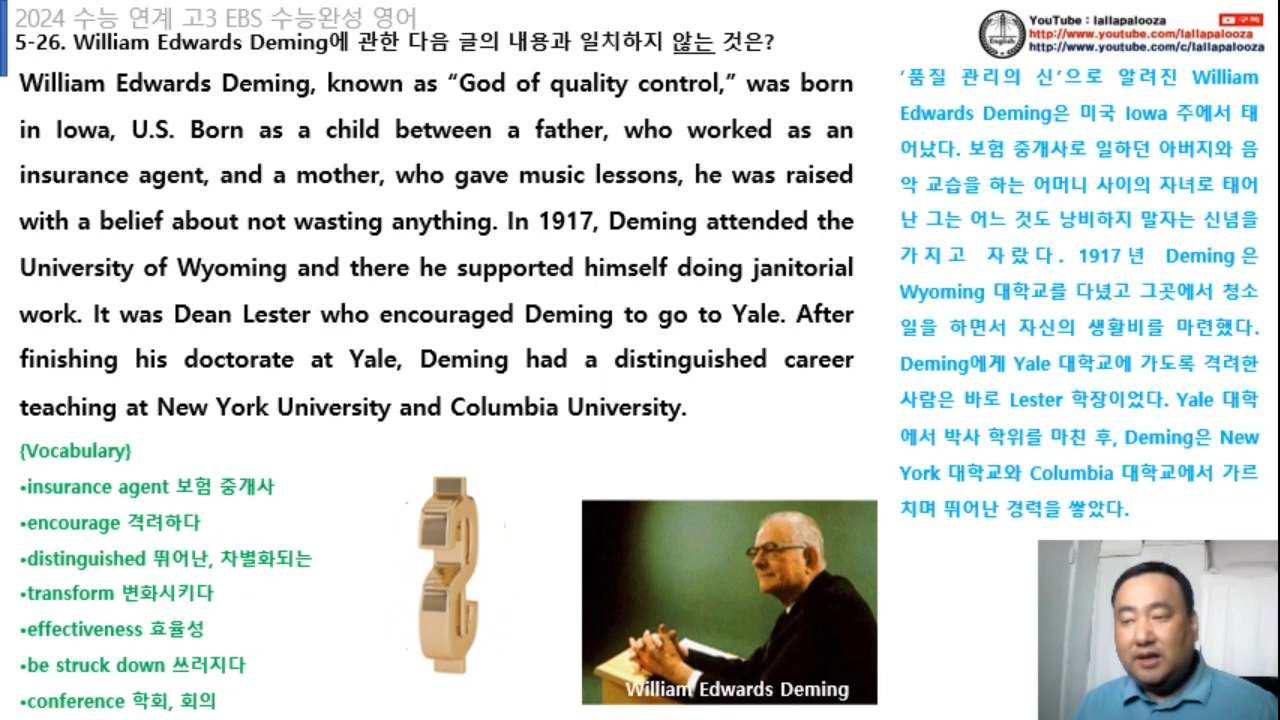 2024 수능 연계 고3 EBS 수능완성 영어
5-26. William Edwards Deming에 관한 다음 글의 내용과 일치하지 않는 것은?
YouTube : lallapalooza
구독
http://www.youtube.com/lallapalooza
http://www.youtube.com/c/lallapalooza
English
William Edwards Deming, known as “God of quality control,” was born
in Iowa, U.S. Born as a child between a father, who worked as an
insurance agent, and a mother, who gave music lessons, he was raised
with a belief about not wasting anything. In 1917, Deming attended the
University of Wyoming and there he supported himself doing janitorial
work. It was Dean Lester who encouraged Deming to go to Yale. After
finishing his doctorate at Yale, Deming had a distinguished career
teaching at New York University and Columbia University.
{Vocabulary}
•insurance agent 보험 중개사
•encourage 격려하다
•distinguished 뛰어난, 차별화되는
•transform 변화시키다
•effectiveness 효율성
•be struck down 쓰러지다
•conference 학회, 회의
William Edwards Deming
‘품질 관리의 신’으로 알려진 William
Edwards Deming은 미국 Iowa 주에서 태
어났다. 보험 중개사로 일하던 아버지와 음
악 교습을 하는 어머니 사이의 자녀로 태어
난 그는 어느 것도 낭비하지 말자는 신념을
가지고 자랐다. 1917년 Deming은
Wyoming 대학교를 다녔고 그곳에서 청소
일을 하면서 자신의 생활비를 마련했다.
Deming에게 Yale 대학교에 가도록 격려한
사람은 바로 Lester 학장이었다. Yale 대학
에서 박사 학위를 마친 후, Deming은 New
York 대학교와 Columbia 대학교에서 가르
치며 뛰어난 경력을 쌓았다.